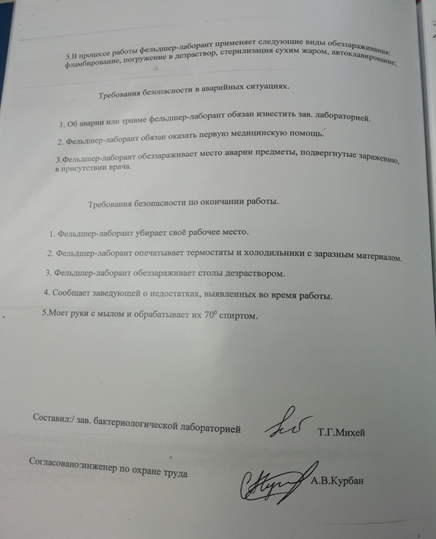 5.В процессе работы фельдшер-лаборант применяет следующие виды обеззараживания:
фламбирование, погружение в дезраствор, стерилизация сухим жаром, автоклавирование;
Требования безопасности в аварийных ситуациях.
1. Об аварии или травме фельдшер-лаборант обязан известить зав. лабораторией.
2. Фельдшер-лаборант обязан оказать первую медицинскую помощь.
3.Фельдшер-лаборант обеззараживает место аварии предметы, подвергнутые заражению,
в присутствии врача.
Требования безопасности по окончании работы.
1. Фельдшер-лаборант убирает своё рабочее место.
2. Фельдшер-лаборант опечатывает термостаты и холодильники с заразным материалом.
3. Фельдшер-лаборант обеззараживает столы дезраствором.
4. Сообщает заведующей о недостатках, выявленных во время работы.
5.Моет руки с мылом и обрабатывает их 70⁰ спиртом.
Составил:/ зав. бактериологической лабораторией Т.Г.Михей
Согласовано:инженер по охране труда А.В.Курбан